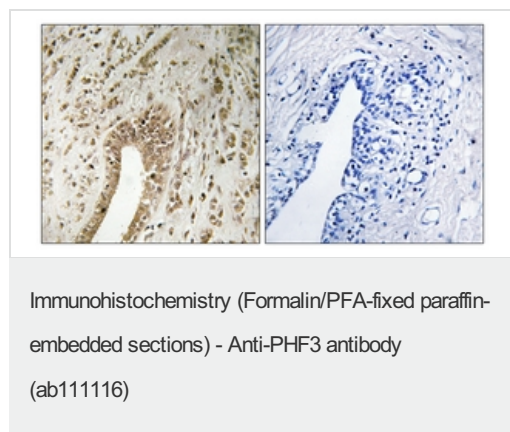 Immunohistochemistry (Formalin/PFA-fixed paraffin-
embedded sections) - Anti-PHF3 antibody
(ab111116)